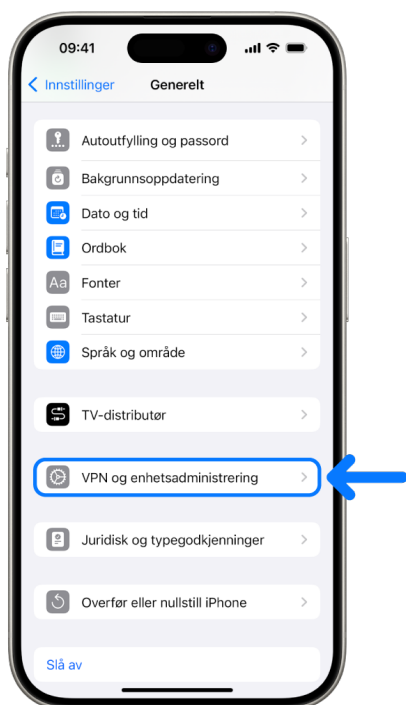 09:41
Innstillinger Generelt
Autoutfylling og passord
Bakgrunnsoppdatering
Dato og tid
Ordbok
Aa Fonter
Tastatur
Språk og område
TV-distributør
VPN og enhetsadministrering
Juridisk og typegodkjenninger
Overfør eller nullstill iPhone
Slå av